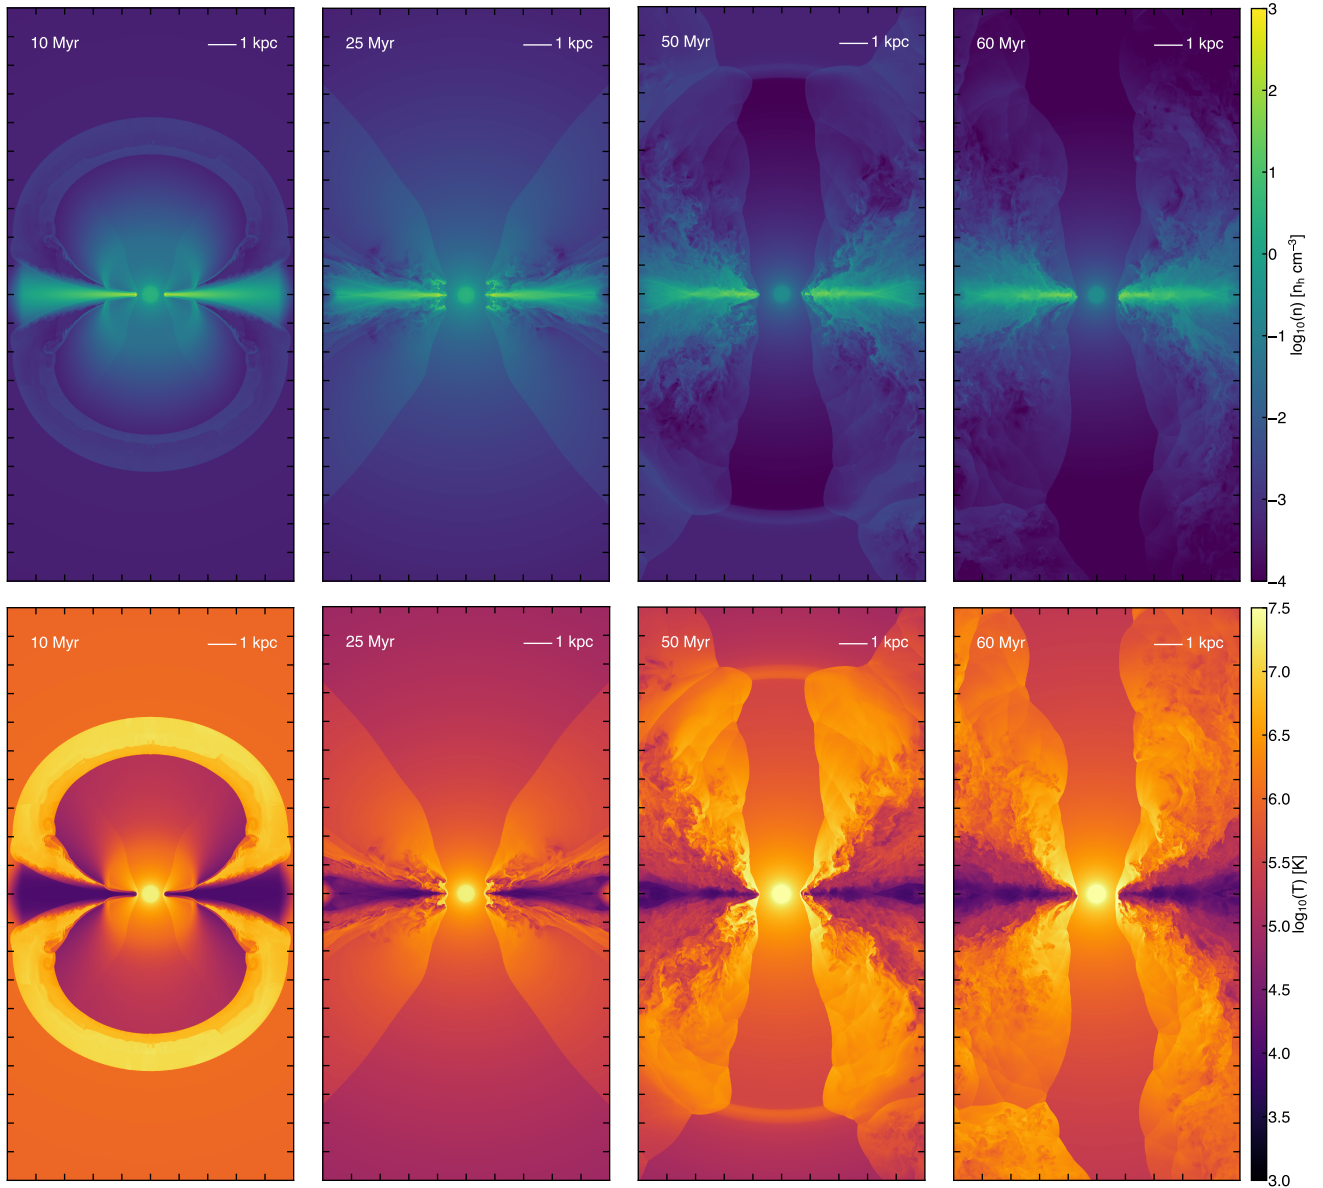 10 Myr 1 kpc
25 Myr 1 kpc
50 Myr 1 kpc
60 Myr 1 kpc
3
2
1
0
−1
−2
−3
−4
log₁₀(n) [nₕ cm⁻³]
10 Myr 1 kpc
25 Myr 1 kpc
50 Myr 1 kpc
60 Myr 1 kpc
7.5
7.0
6.5
6.0
5.5
5.0
4.5
4.0
3.5
3.0
log₁₀(T) [K]